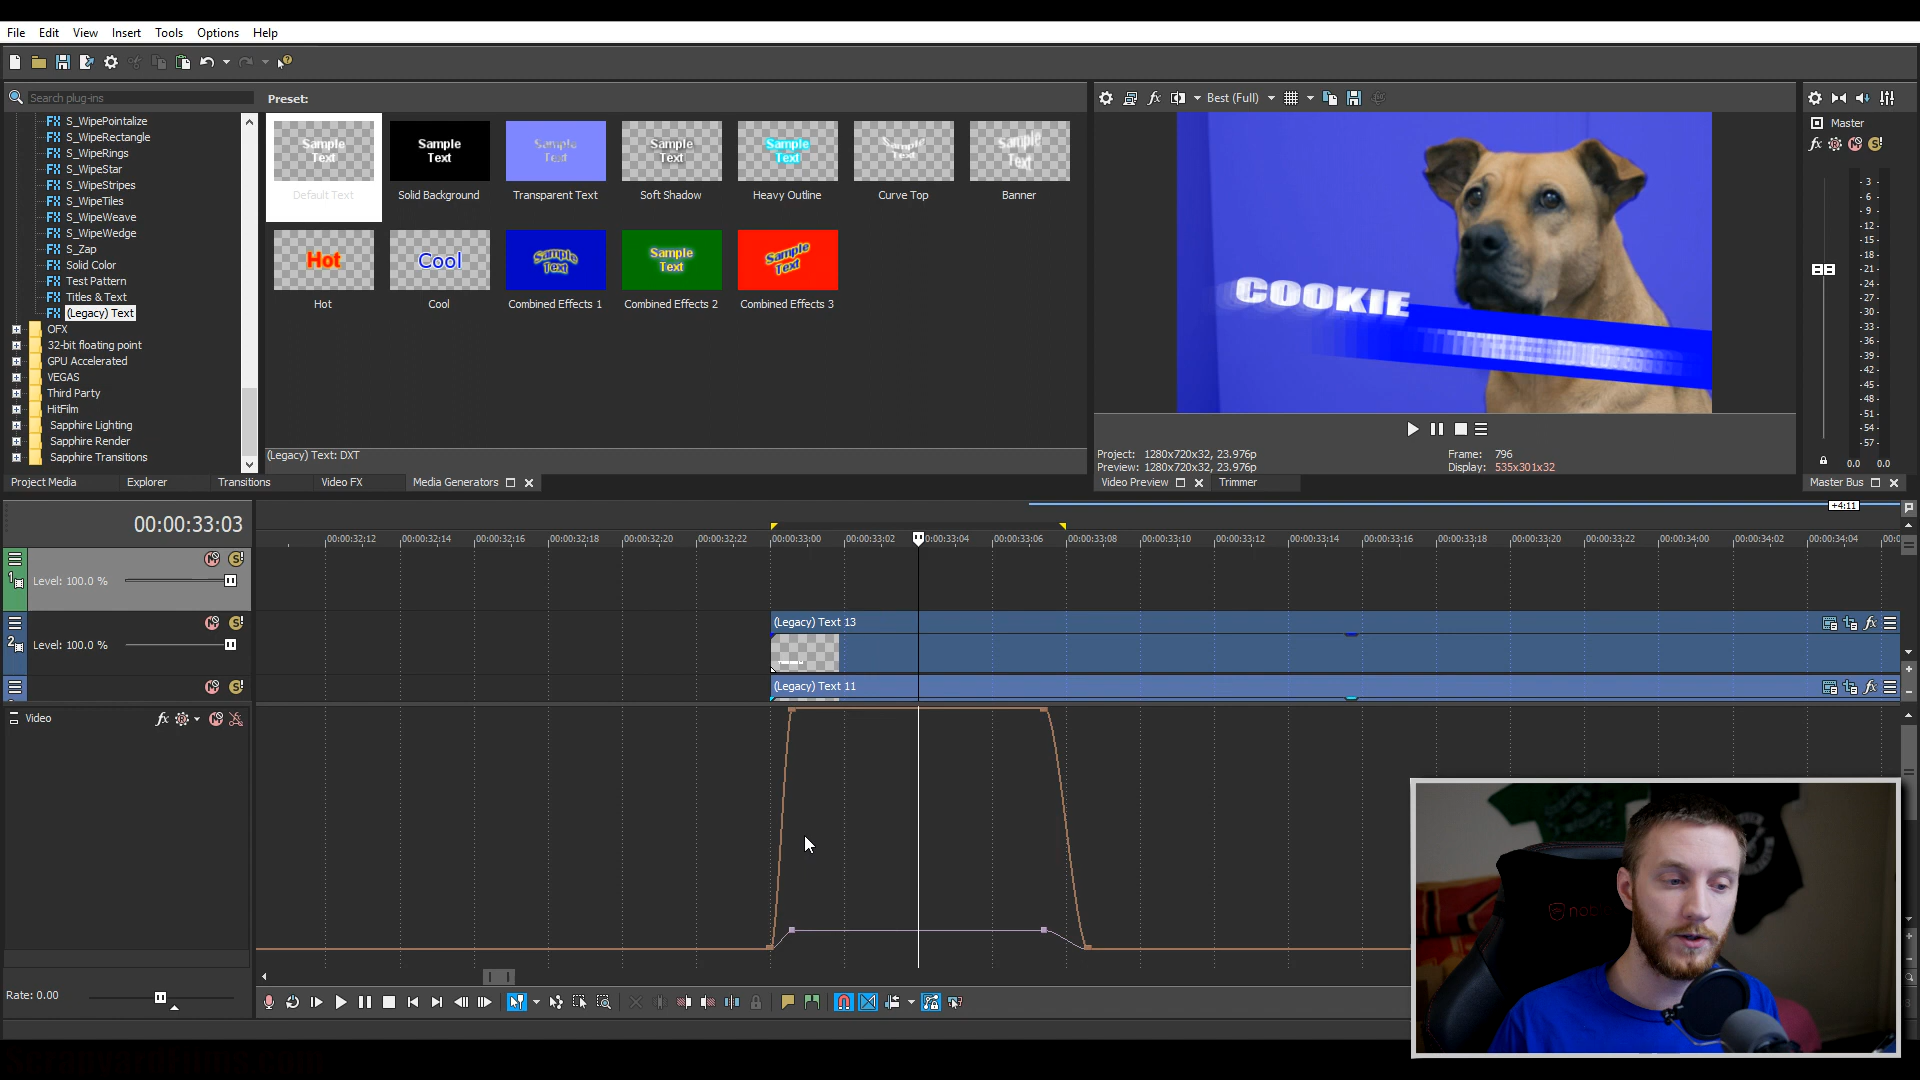 File Edit View Insert Tools Options Help
Search plug-ins
Preset:
Best (Full)
S_WipePointalize
S_WipeRectangle
S_WipeRings
S_WipeStar
S_WipeStripes
S_WipeTiles
S_WipeWeave
S_WipeWedge
S_Zap
Solid Color
Test Pattern
Titles & Text
(Legacy) Text
OFX
32-bit floating point
GPU Accelerated
VEGAS
Third Party
HitFilm
Sapphire Lighting
Sapphire Render
Sapphire Transitions
Sample Text
Sample Text
Sample Text
Sample Text
Sample Text
Sample Text
Sample Text
Default Text
Solid Background
Transparent Text
Soft Shadow
Heavy Outline
Curve Top
Banner
Hot
Cool
Sample Text
Sample Text
Sample Text
Hot
Cool
Combined Effects 1
Combined Effects 2
Combined Effects 3
(Legacy) Text: DXT
COOKIE
Project: 1280x720x32, 23.976p
Preview: 1280x720x32, 23.976p
Frame: 796
Display: 535x301x32
Video Preview
Trimmer
Master
- 3 -
- 6 -
- 9 -
-12-
-15-
-18-
-21-
-24-
-27-
-30-
-33-
-36-
-39-
-42-
-45-
-48-
-51-
-54-
-57-
0.0 0.0
Master Bus
Project Media Explorer Transitions Video FX Media Generators
00:00:33:03
+4:11
00:00:32:12 00:00:32:14 00:00:32:16 00:00:32:18 00:00:32:20 00:00:32:22 00:00:33:00 00:00:33:02 0:00:33:04 00:00:33:06 00:00:33:08 00:00:33:10 00:00:33:12 00:00:33:14 00:00:33:16 00:00:33:18 00:00:33:20 00:00:33:22 00:00:34:00 00:00:34:02 00:00:34:04
1
Level: 100.0 %
2
Level: 100.0 %
(Legacy) Text 13
(Legacy) Text 11
Video
Rate: 0.00